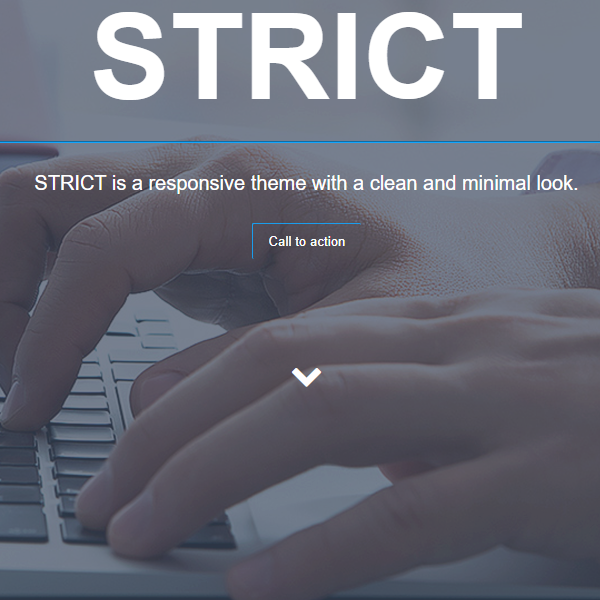 STRICT
STRICT is a responsive theme with a clean and minimal look.
Call to action